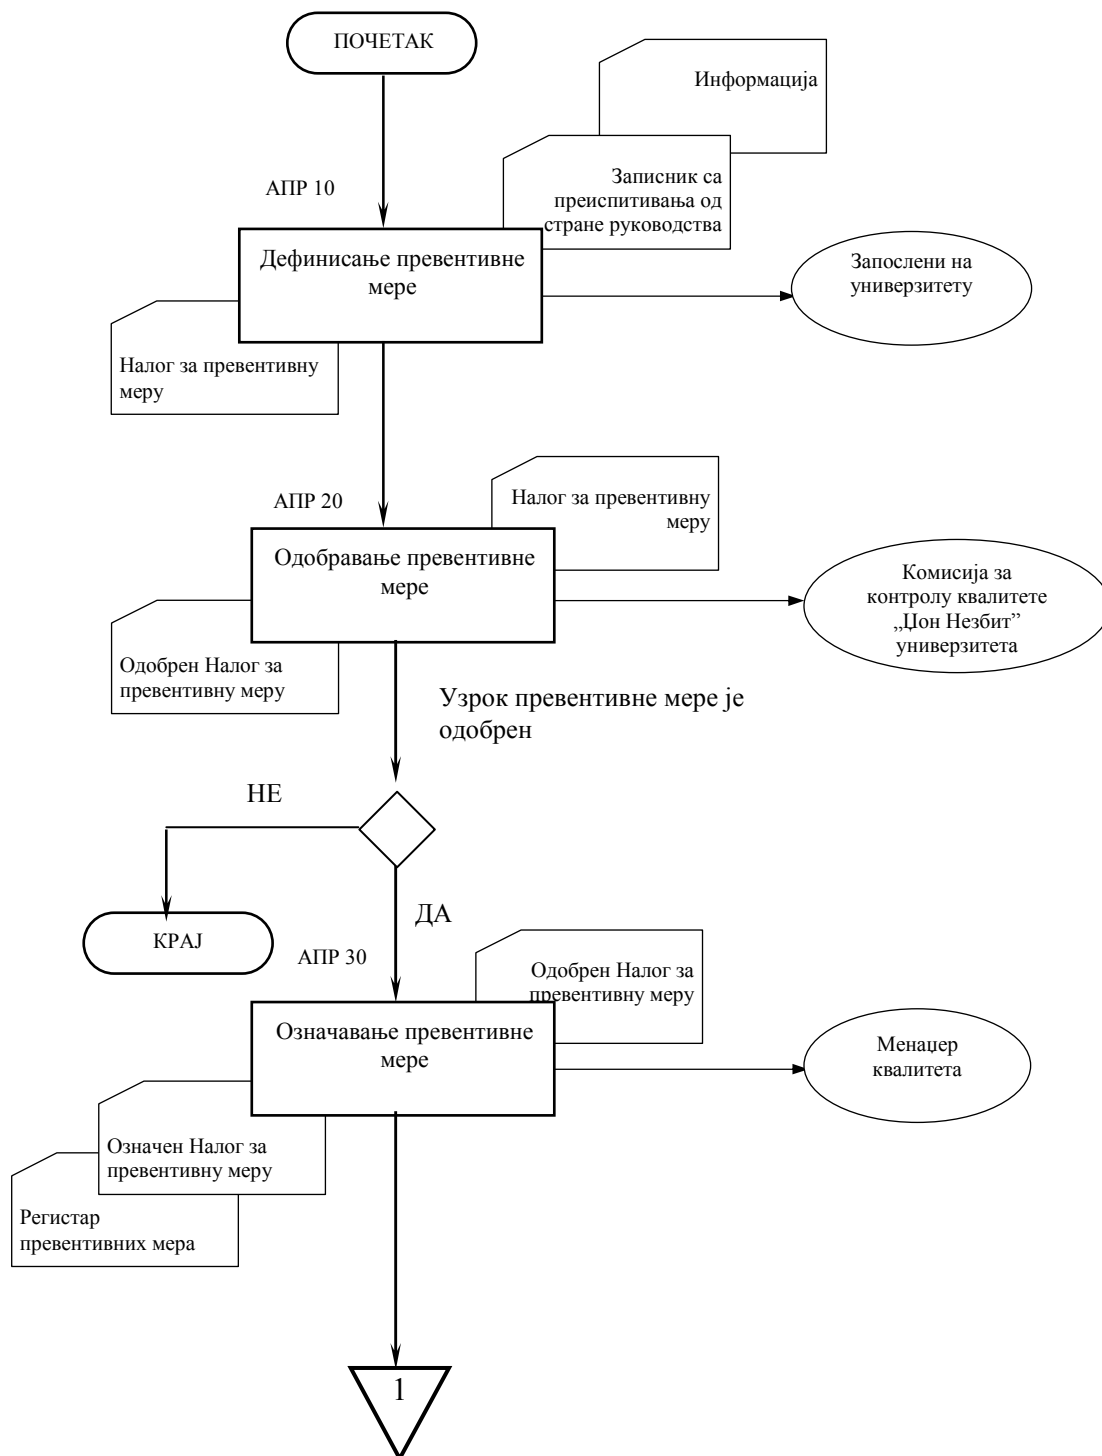 ПОЧЕТАК
Информација
Записник са
преиспитивања од
стране руководства
АПР 10
Дефинисање превентивне
мере
Запослени на
универзитету
Налог за превентивну
меру
АПР 20
Налог за превентивну
меру
Одобравање превентивне
мере
Комисија за
контролу квалитете
„Џон Незбит”
универзитета
Одобрен Налог за
превентивну меру
Узрок превентивне мере је
одобрен
НЕ
ДА
КРАЈ
АПР 30
Одобрен Налог за
превентивну меру
Означавање превентивне
мере
Менаџер
квалитета
Означен Налог за
превентивну меру
Регистар
превентивних мера
1